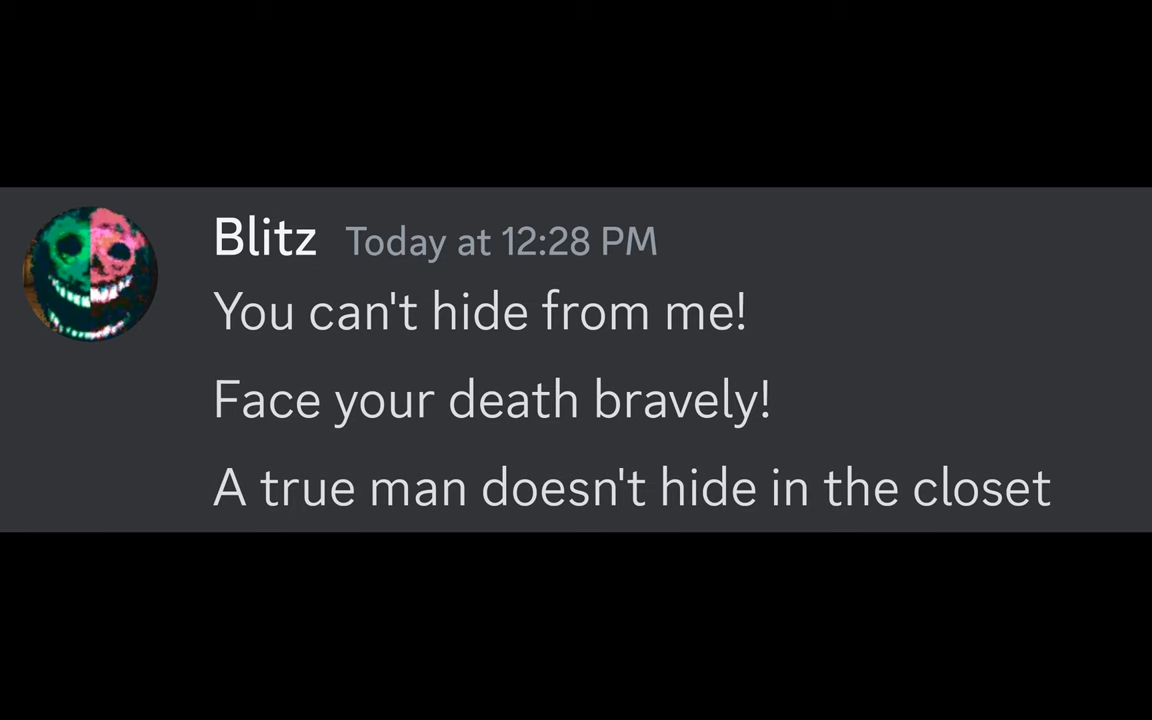 Blitz Today at 12:28 PM
You can't hide from me!
Face your death bravely!
A true man doesn't hide in the closet